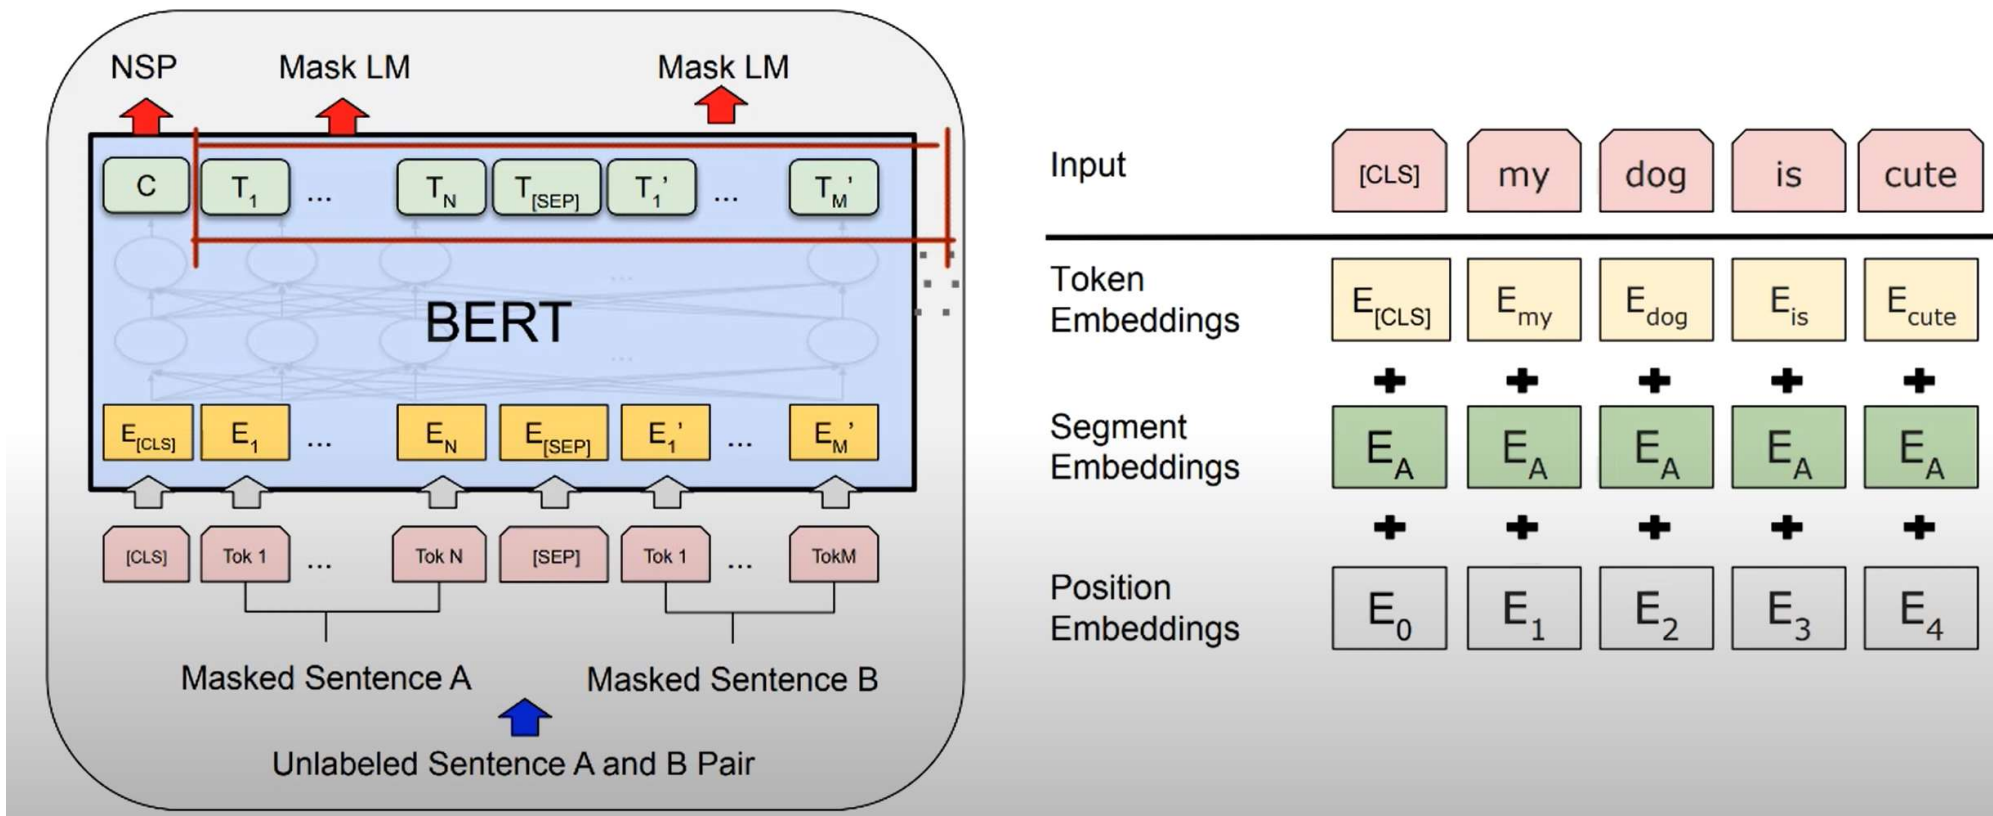 NSP Mask LM Mask LM
C T1 ... TN T[SEP] T1’ ... TM’
...
BERT
...
E[CLS] E1 ... EN E[SEP] E1’ ... EM’
[CLS] Tok 1 ... Tok N [SEP] Tok 1 ... TokM
Masked Sentence A Masked Sentence B
Unlabeled Sentence A and B Pair
Input [CLS] my dog is cute
Token
Embeddings
E[CLS] Emy Edog Eis Ecute
+ + + + +
Segment
Embeddings
EA EA EA EA EA
+ + + + +
Position
Embeddings
E0 E1 E2 E3 E4